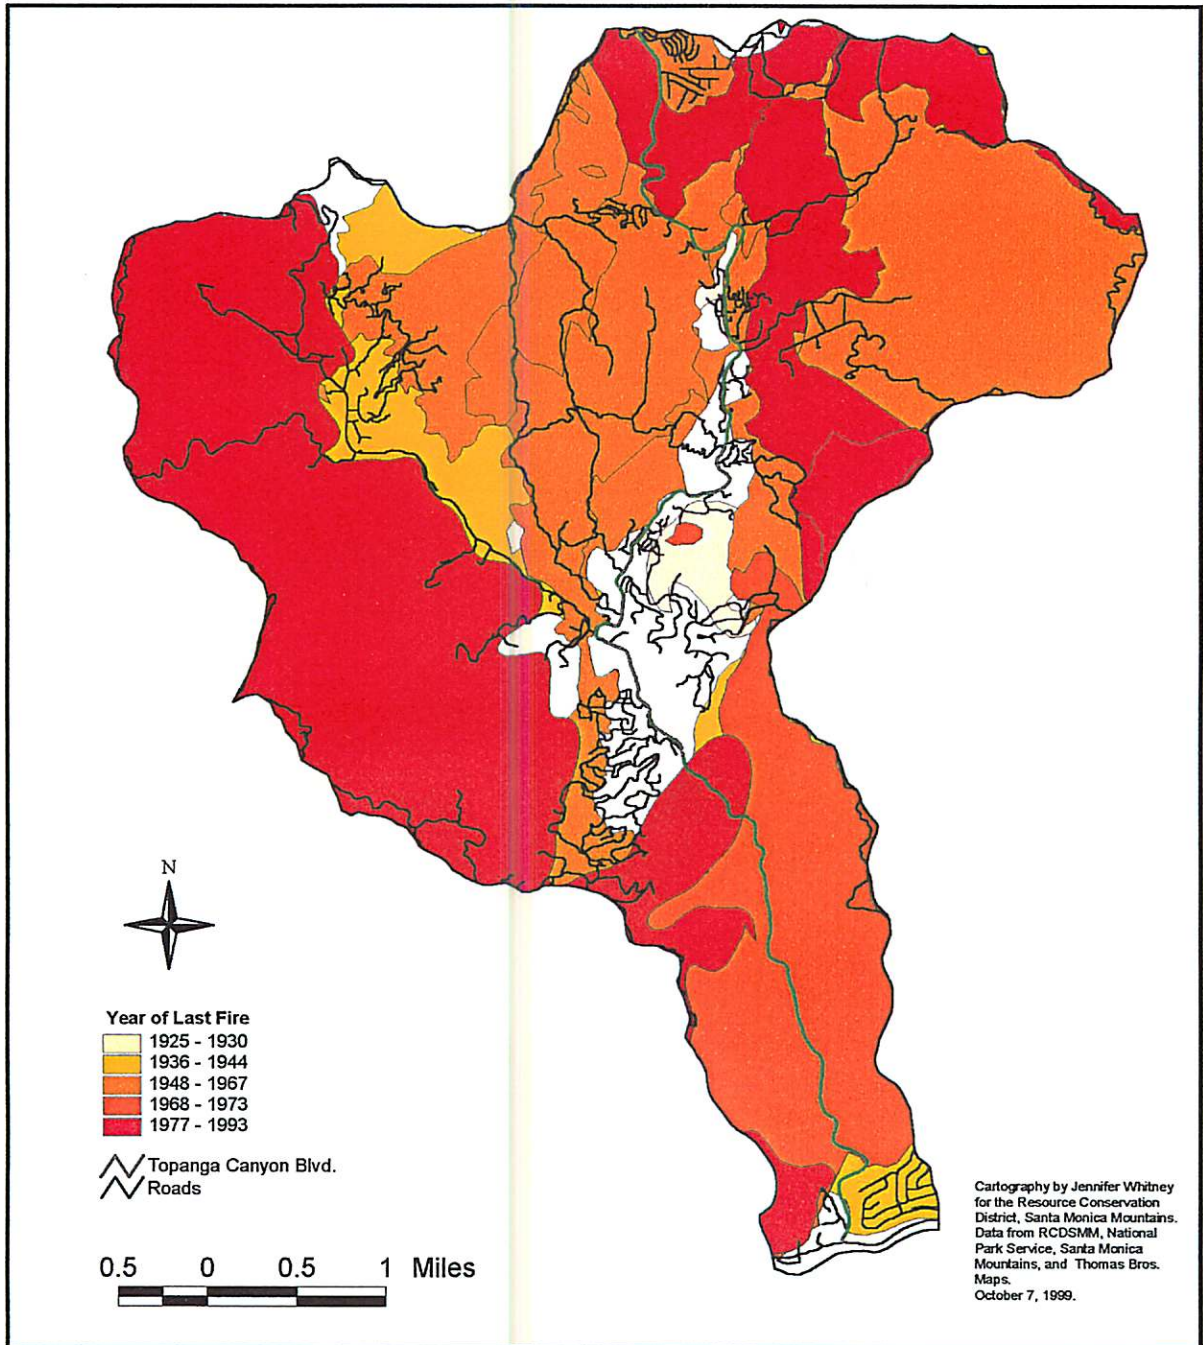 N
Year of Last Fire
1925 - 1930
1936 - 1944
1948 - 1967
1968 - 1973
1977 - 1993
Topanga Canyon Blvd.
Roads
0.5 0 0.5 1 Miles
Cartography by Jennifer Whitney
for the Resource Conservation
District, Santa Monica Mountains.
Data from RCDSMM, National
Park Service, Santa Monica
Mountains, and Thomas Bros.
Maps.
October 7, 1999.